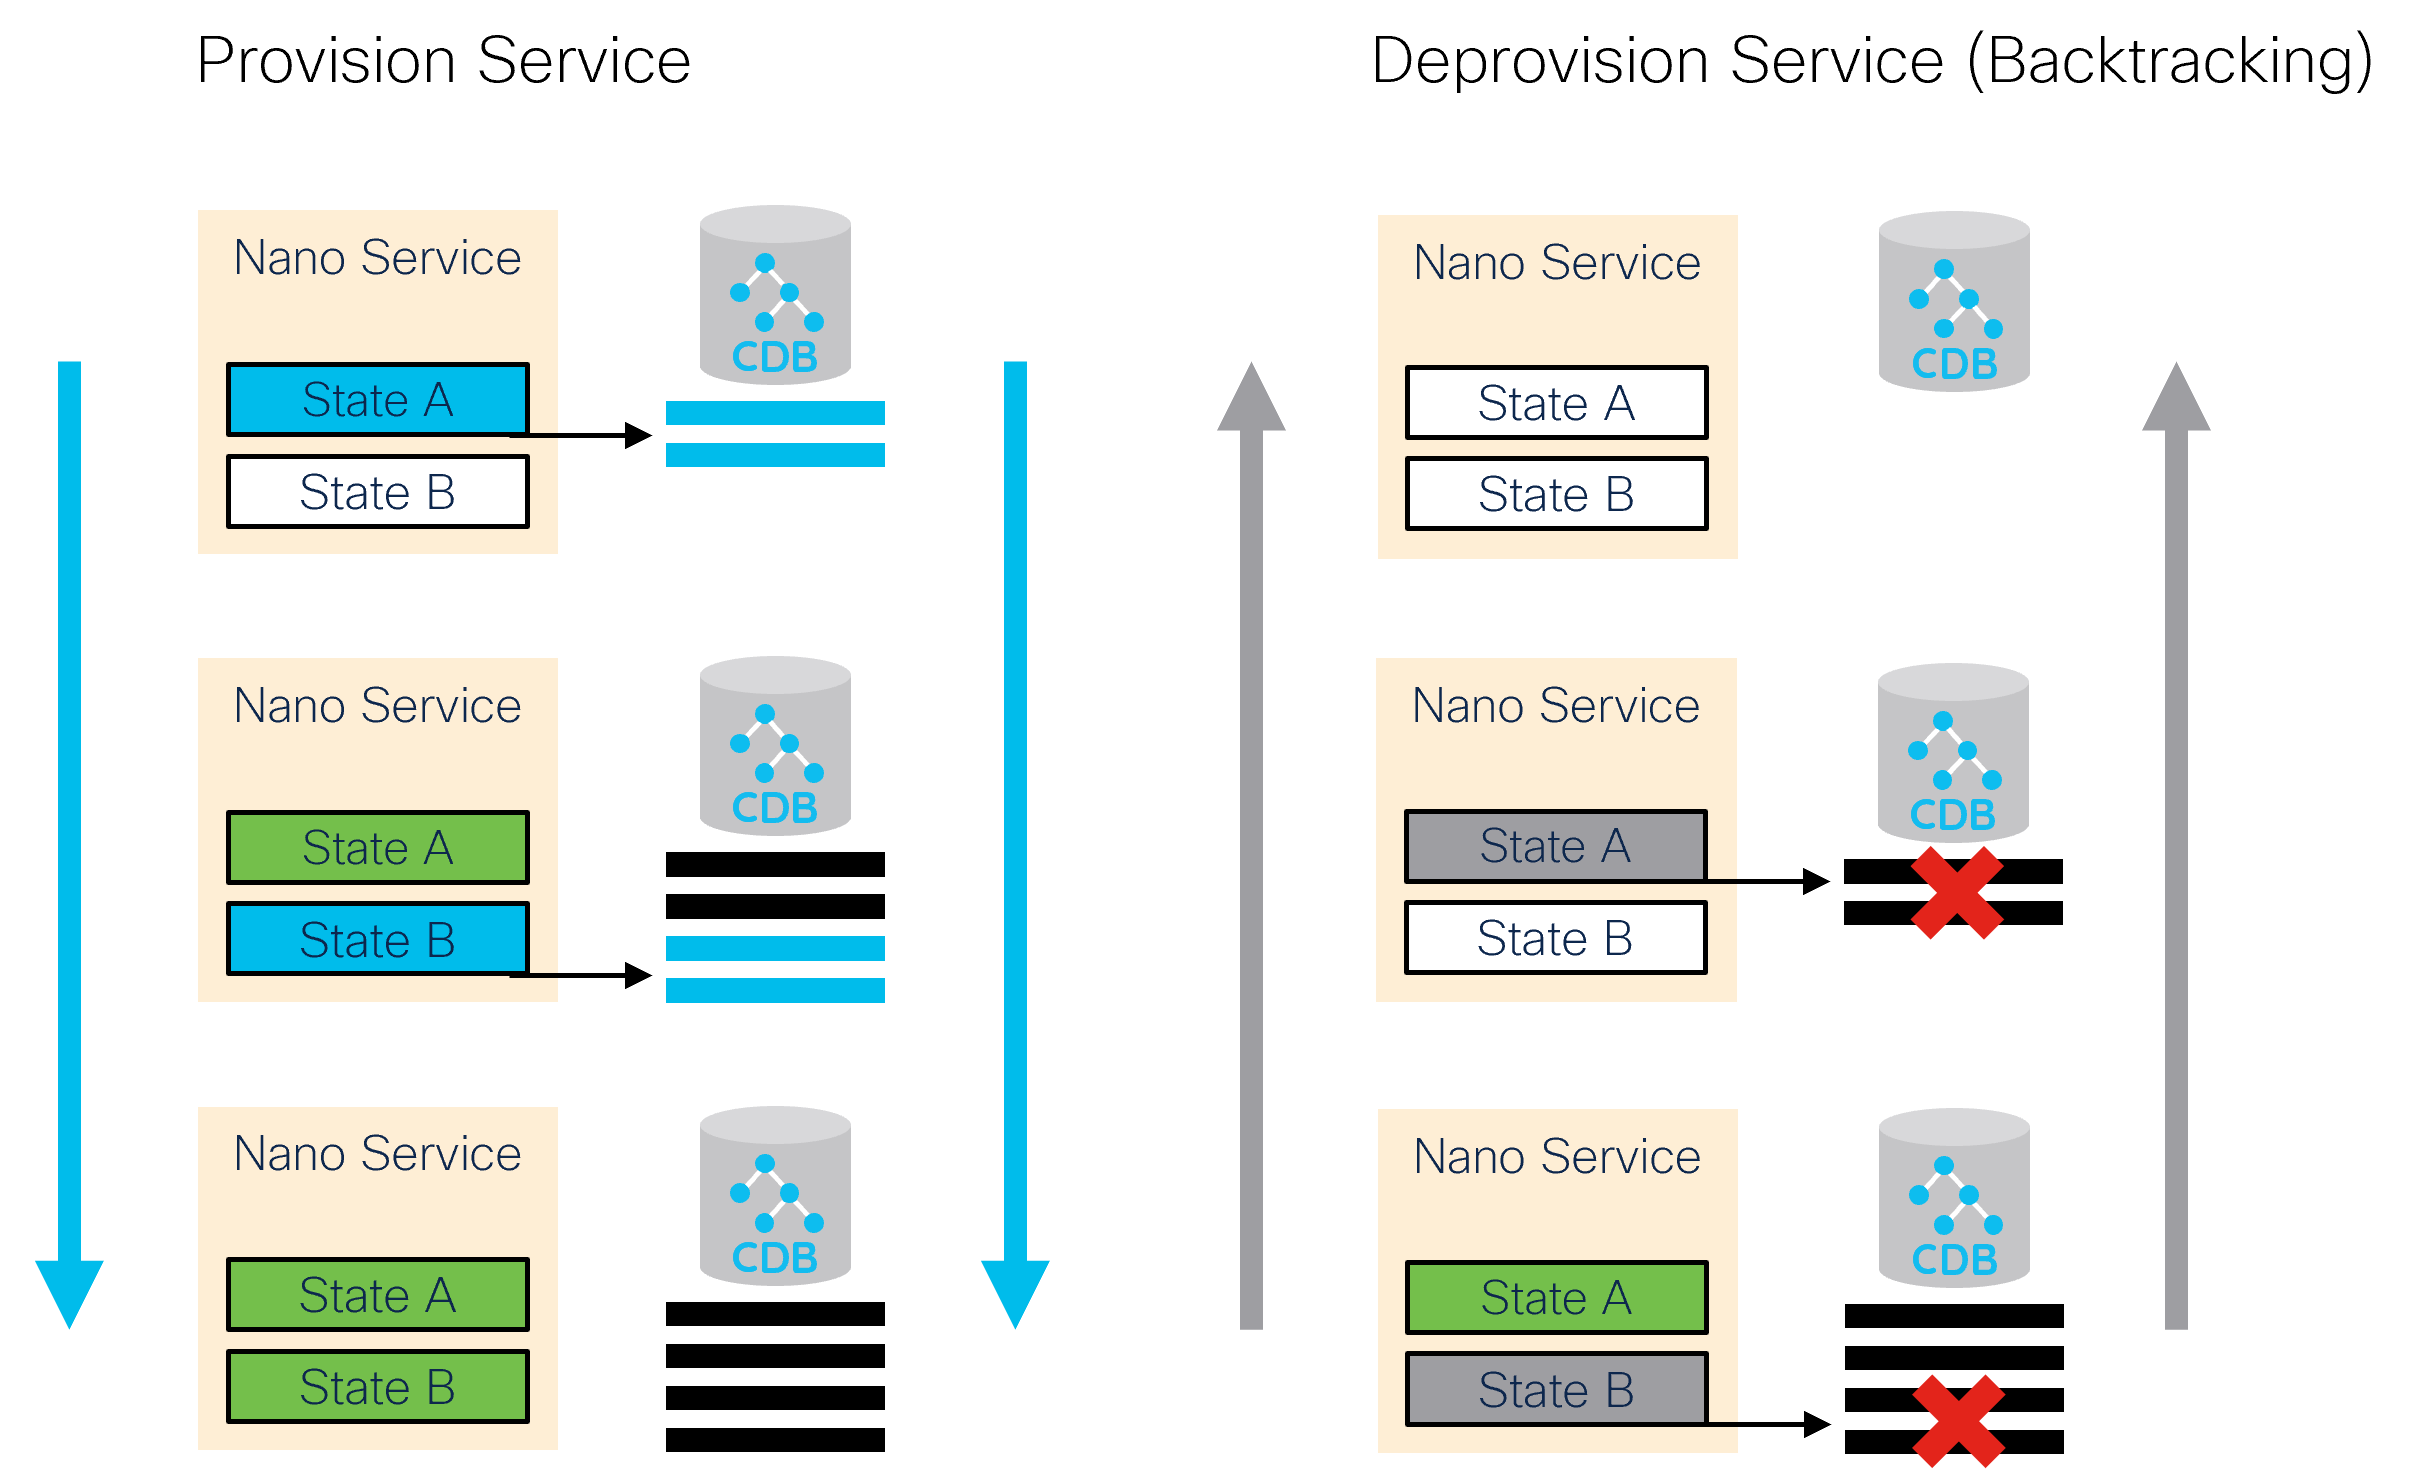 Provision Service
Nano Service
CDB
State A
State B
Nano Service
CDB
State A
State B
Nano Service
CDB
State A
State B
Deprovision Service (Backtracking)
Nano Service
CDB
State A
State B
Nano Service
CDB
State A
State B
Nano Service
CDB
State A
State B